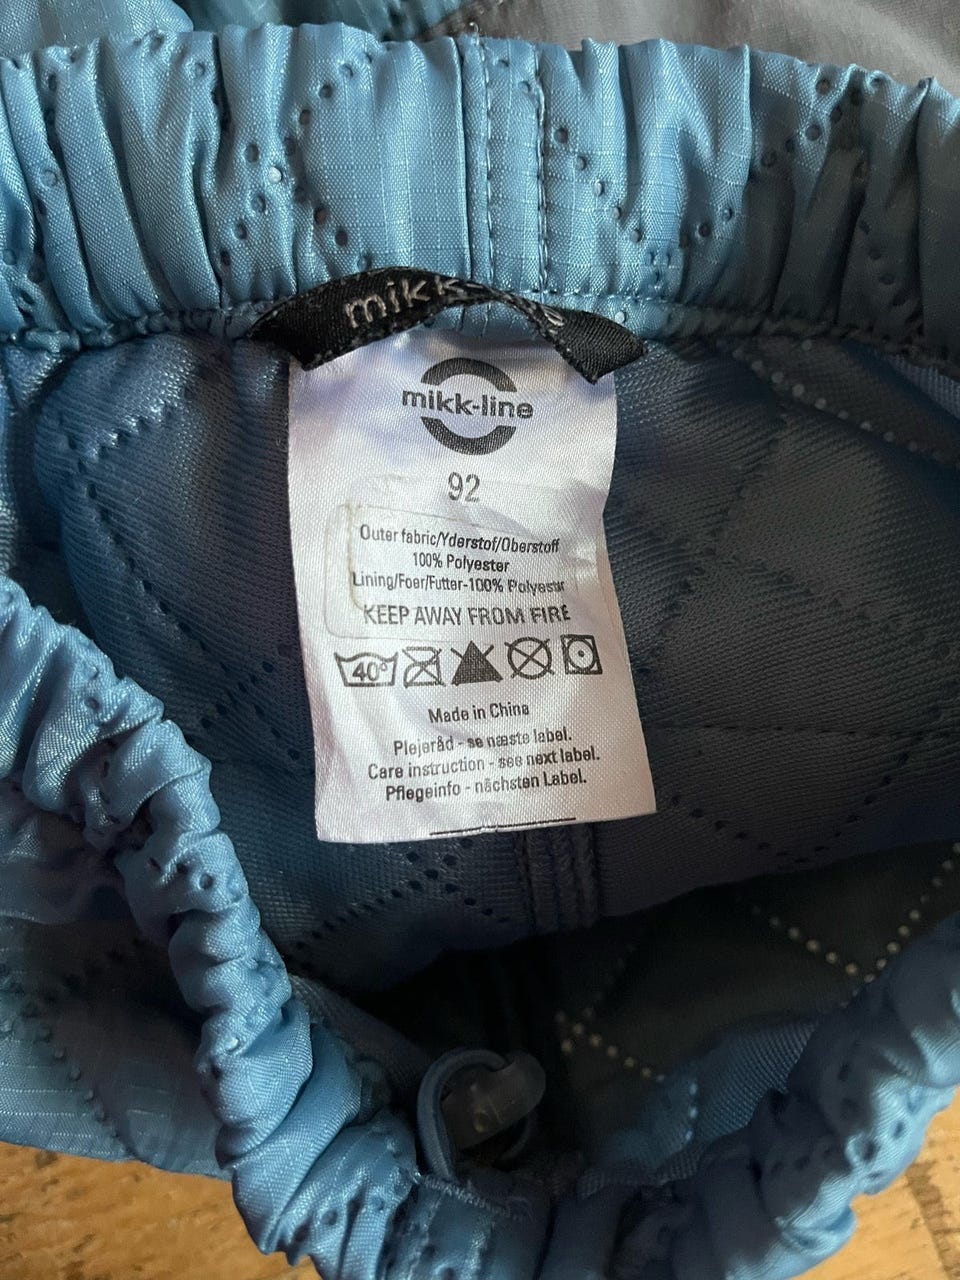 mikk-
mikk-line
92
Outer fabric/Yderstof/Oberstoff
100% Polyester
Lining/Foer/Futter-100% Polyester
KEEP AWAY FROM FIRE
40°
Made in China
Plejeråd - se næste label.
Care instruction - see next label.
Pflegeinfo - nächsten Label.